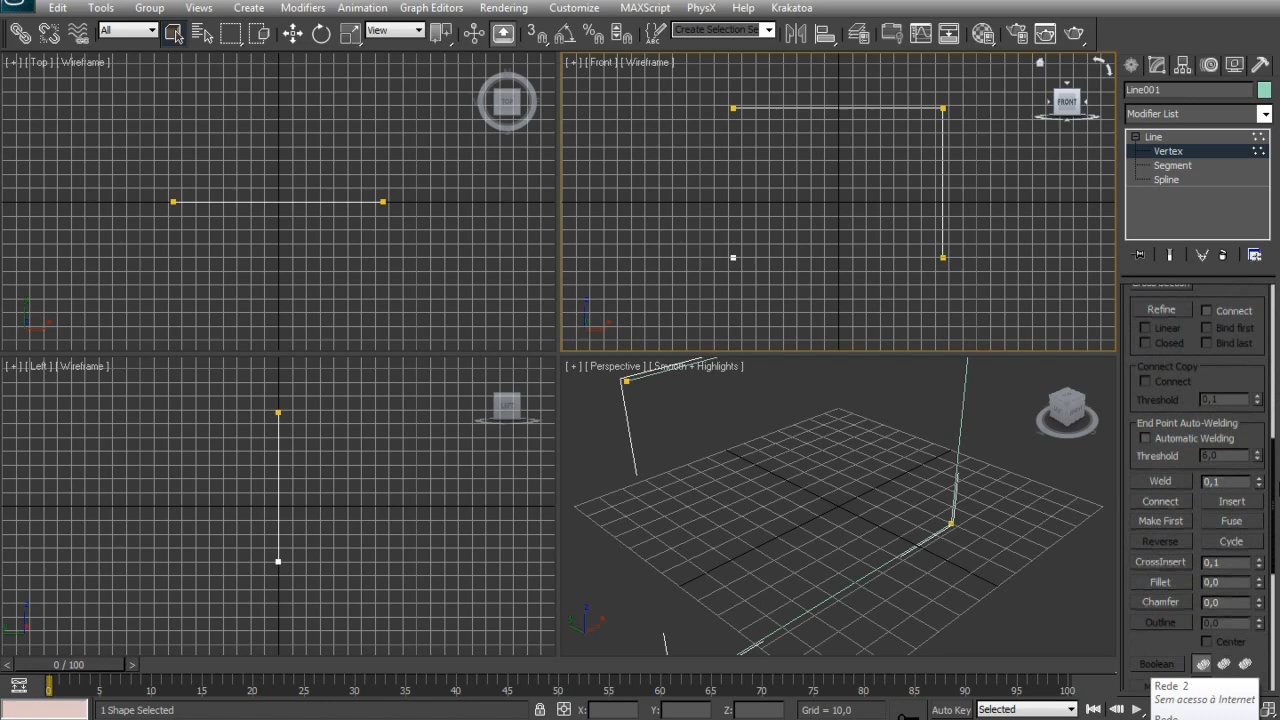 Edit Tools Group Views Create Modifiers Animation Graph Editors Rendering Customize MAXScript PhysX Help Krakatoa
All View 3 Create Selection Se
[ + ] [ Top ] [ Wireframe ]
TOP
[ + ] [ Front ] [ Wireframe ]
FRONT
[ + ] [ Left ] [ Wireframe ]
LEFT
[ + ] [ Perspective ] [ Smooth + Highlights ]
Line001
Modifier List
Line
Vertex
Segment
Spline
Refine Connect
Linear Bind first
Closed Bind last
Connect Copy
Connect
Threshold 0,1
End Point Auto-Welding
Automatic Welding
Threshold 6,0
Weld 0,1
Connect Insert
Make First Fuse
Reverse Cycle
CrossInsert 0,1
Fillet 0,0
Chamfer 0,0
Outline 0,0
Center
Boolean
Rede 2
Sem acesso à Internet
< 0 / 100 >
0 5 10 15 20 25 30 35 40 45 50 55 60 65 70 75 80 85 90 95 100
1 Shape Selected X: Y: Z: Grid = 10,0 Auto Key Selected